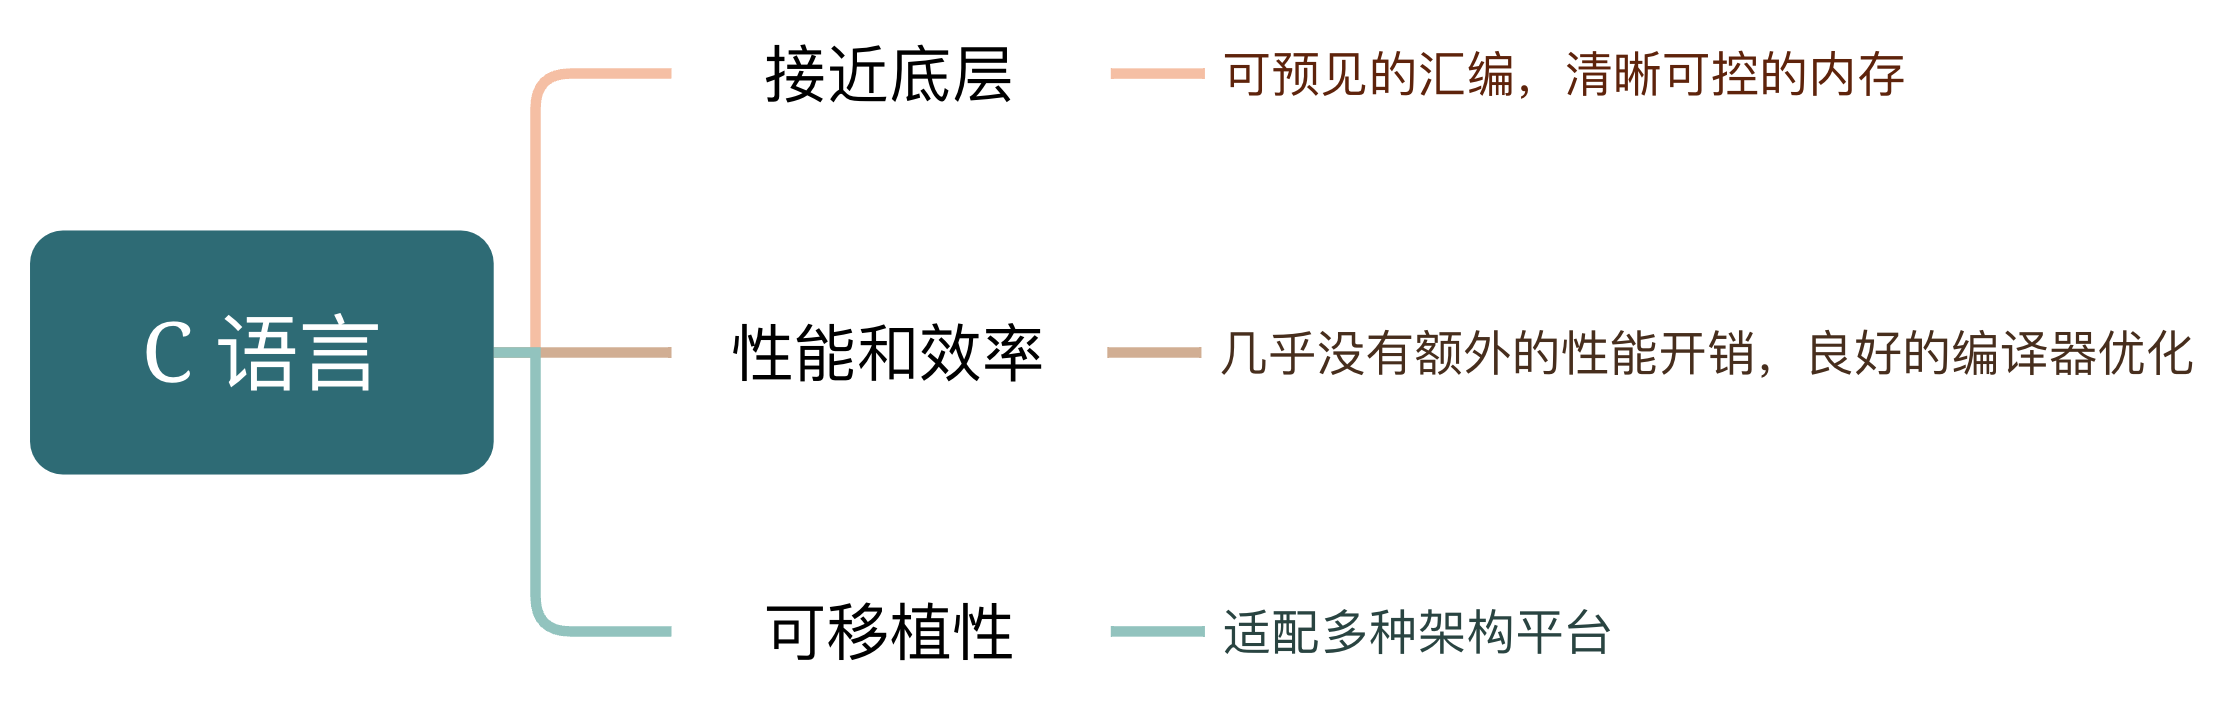 C 语言
接近底层
可预见的汇编，清晰可控的内存
性能和效率
几乎没有额外的性能开销，良好的编译器优化
可移植性
适配多种架构平台